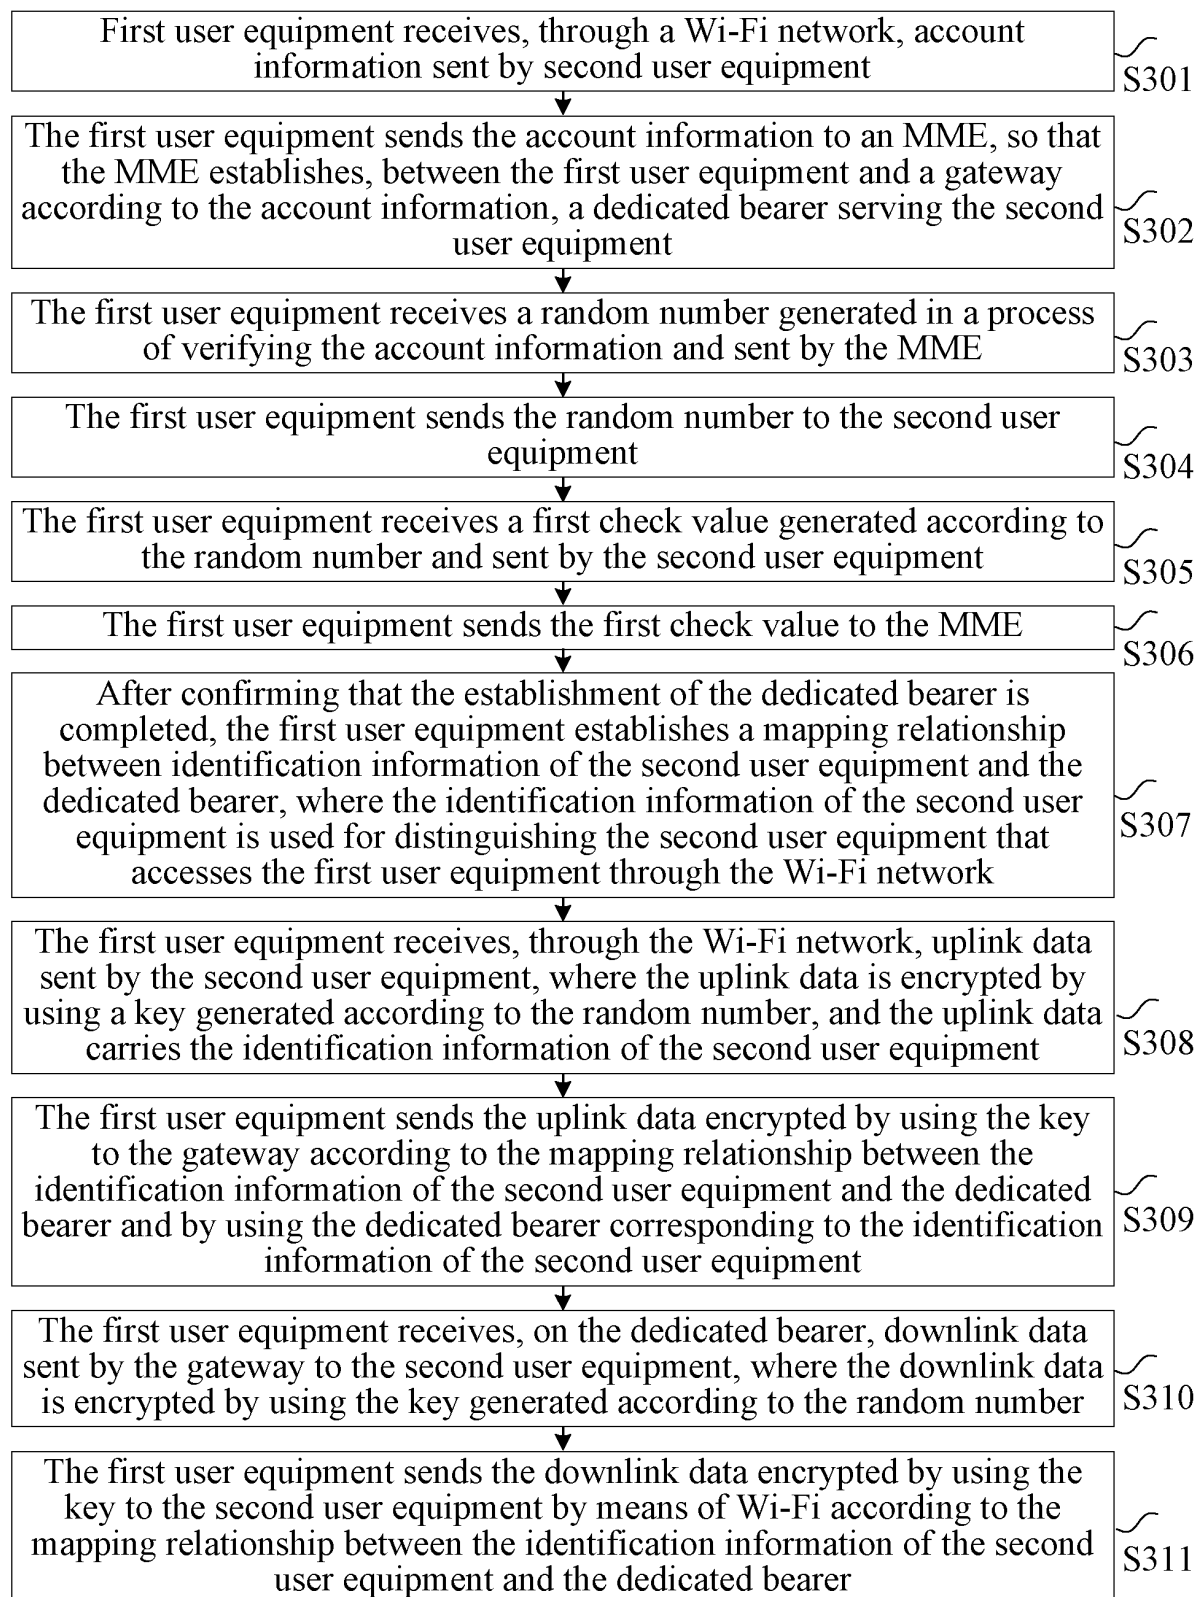 First user equipment receives, through a Wi-Fi network, account
information sent by second user equipment
S301
The first user equipment sends the account information to an MME, so that
the MME establishes, between the first user equipment and a gateway
according to the account information, a dedicated bearer serving the second
user equipment
S302
The first user equipment receives a random number generated in a process
of verifying the account information and sent by the MME
S303
The first user equipment sends the random number to the second user
equipment
S304
The first user equipment receives a first check value generated according to
the random number and sent by the second user equipment
S305
The first user equipment sends the first check value to the MME
S306
After confirming that the establishment of the dedicated bearer is
completed, the first user equipment establishes a mapping relationship
between identification information of the second user equipment and the
dedicated bearer, where the identification information of the second user
equipment is used for distinguishing the second user equipment that
accesses the first user equipment through the Wi-Fi network
S307
The first user equipment receives, through the Wi-Fi network, uplink data
sent by the second user equipment, where the uplink data is encrypted by
using a key generated according to the random number, and the uplink data
carries the identification information of the second user equipment
S308
The first user equipment sends the uplink data encrypted by using the key
to the gateway according to the mapping relationship between the
identification information of the second user equipment and the dedicated
bearer and by using the dedicated bearer corresponding to the identification
information of the second user equipment
S309
The first user equipment receives, on the dedicated bearer, downlink data
sent by the gateway to the second user equipment, where the downlink data
is encrypted by using the key generated according to the random number
S310
The first user equipment sends the downlink data encrypted by using the
key to the second user equipment by means of Wi-Fi according to the
mapping relationship between the identification information of the second
user equipment and the dedicated bearer
S311